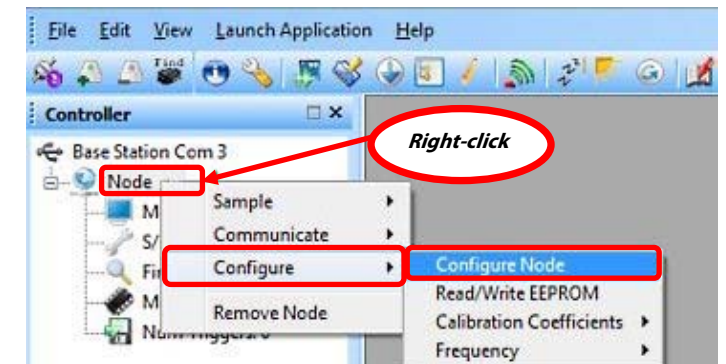 File Edit View Launch Application Help
Find
Controller
Right-click
Base Station Com 3
Node
M
S/
Fi
M
Sample
Communicate
Configure
Remove Node
Configure Node
Read/Write EEPROM
Calibration Coefficients
Frequency